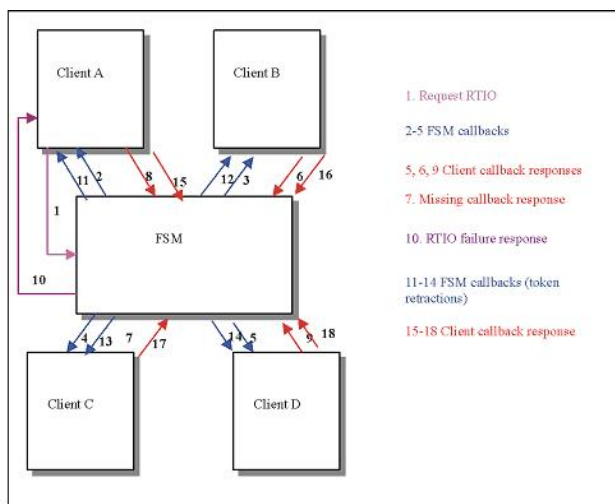 Client A
Client B
1. Request RTIO
2-5 FSM callbacks
5, 6, 9 Client callback responses
7. Missing callback response
10. RTIO failure response
11-14 FSM callbacks (token
retractions)
15-18 Client callback response
11
2
8
15
12
3
6
16
1
FSM
10
4
13
7
17
14
5
9
18
Client C
Client D